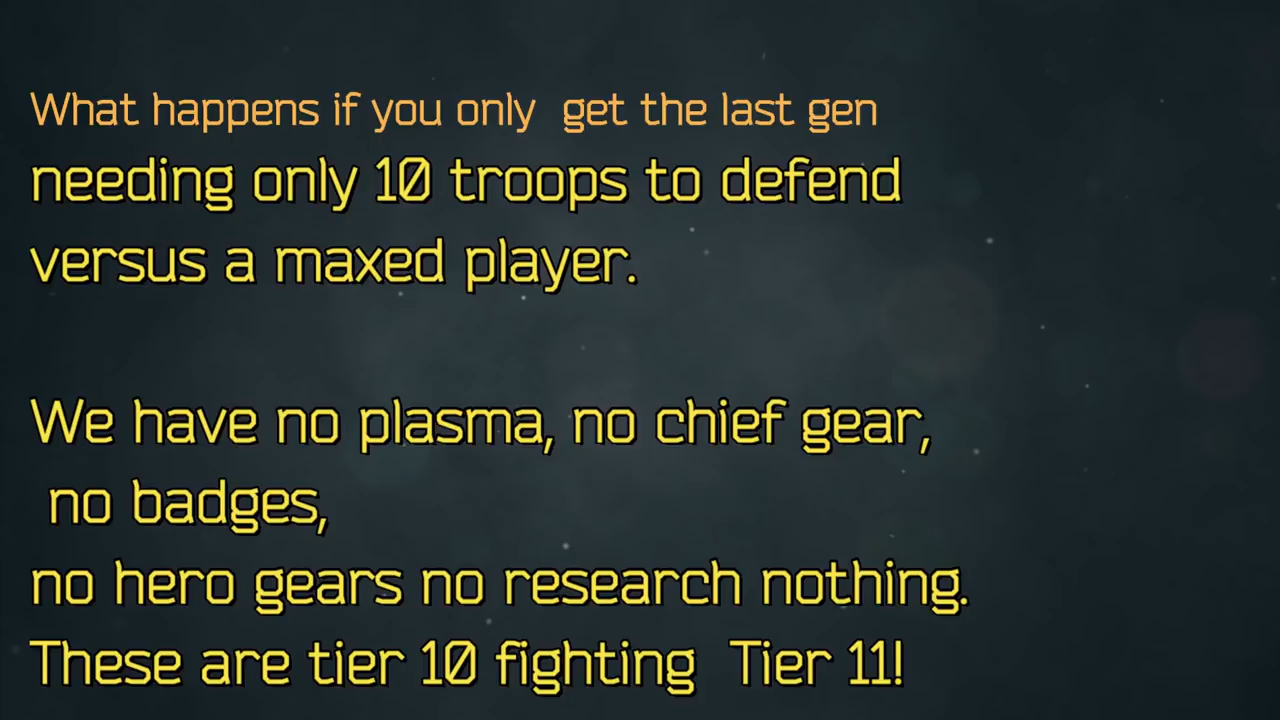 What happens if you only  get the last gen
needing only 10 troops to defend
versus a maxed player.
We have no plasma, no chief gear,
no badges,
no hero gears no research nothing.
These are tier 10 fighting  Tier 11!